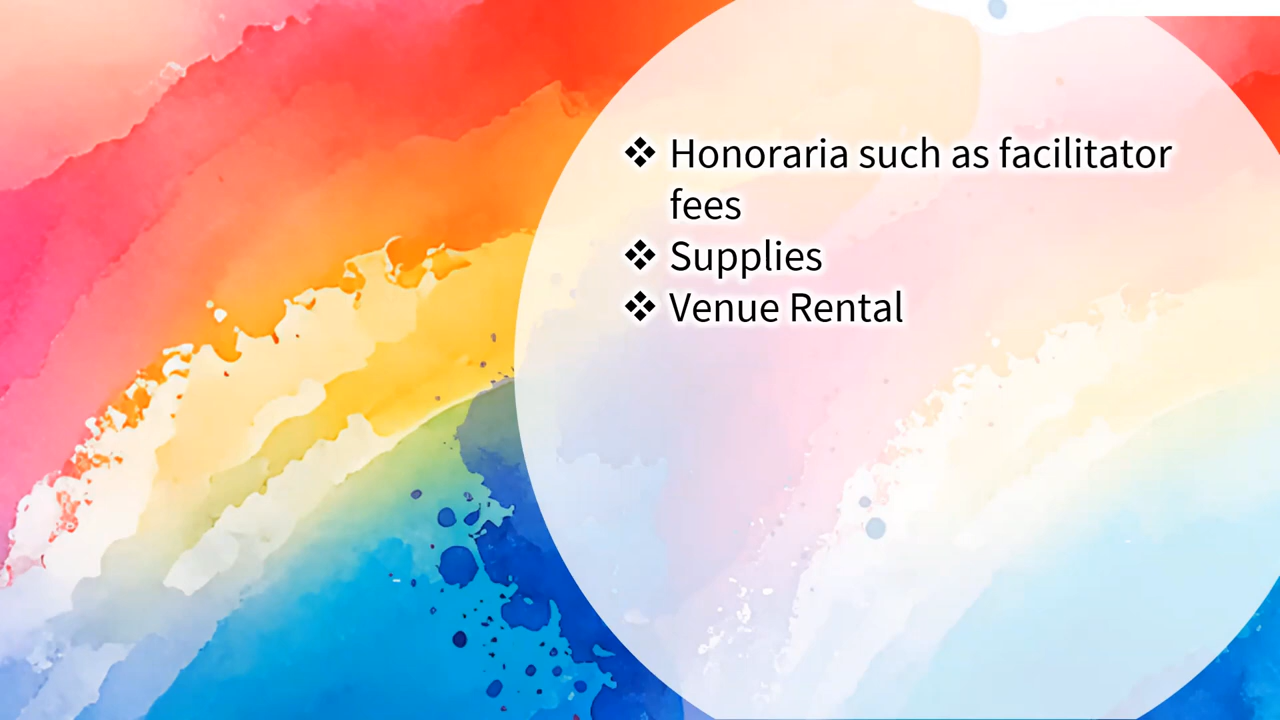 ❖ Honoraria such as facilitator
fees
❖ Supplies
❖ Venue Rental